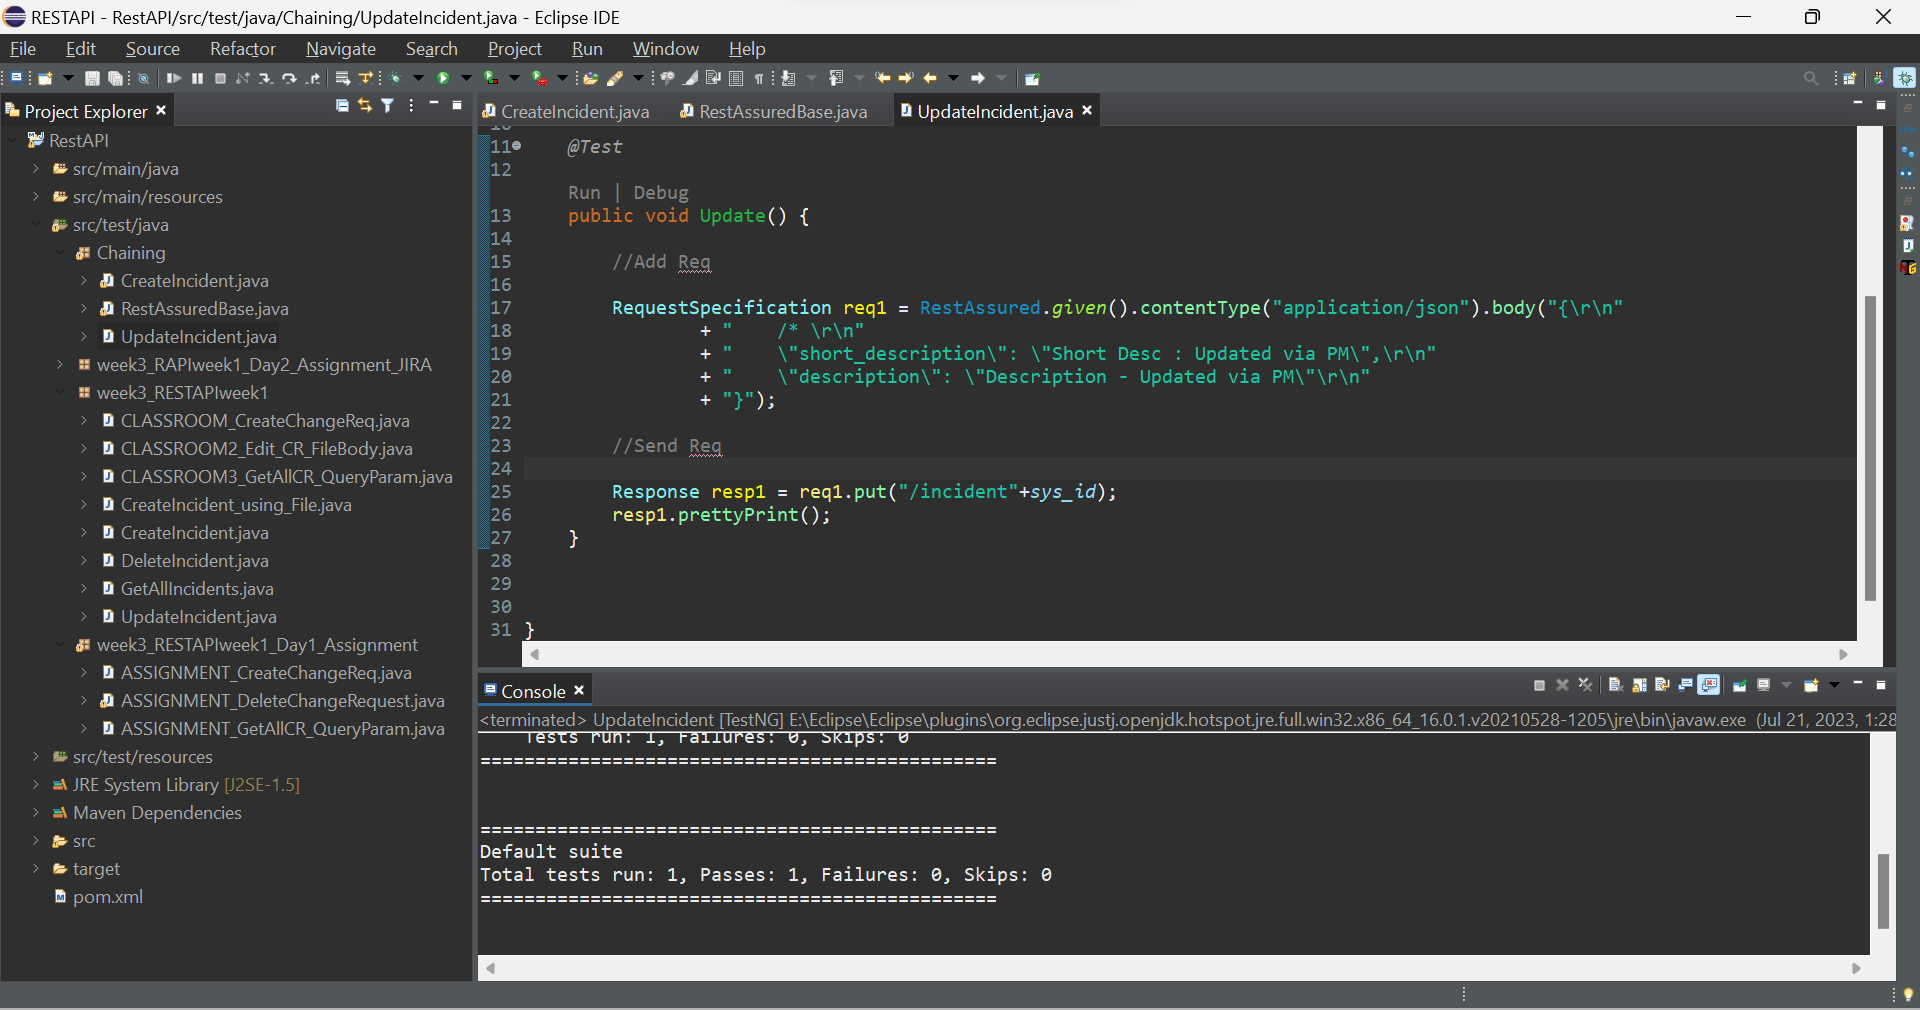 RESTAPI - RestAPI/src/test/java/Chaining/UpdateIncident.java - Eclipse IDE
File Edit Source Refactor Navigate Search Project Run Window Help
Project Explorer
CreateIncident.java RestAssuredBase.java UpdateIncident.java
RestAPI
src/main/java
src/main/resources
src/test/java
Chaining
CreateIncident.java
RestAssuredBase.java
UpdateIncident.java
week3_RAPIweek1_Day2_Assignment_JIRA
week3_RESTAPIweek1
CLASSROOM_CreateChangeReq.java
CLASSROOM2_Edit_CR_FileBody.java
CLASSROOM3_GetAllCR_QueryParam.java
CreateIncident_using_File.java
CreateIncident.java
DeleteIncident.java
GetAllIncidents.java
UpdateIncident.java
week3_RESTAPIweek1_Day1_Assignment
ASSIGNMENT_CreateChangeReq.java
ASSIGNMENT_DeleteChangeRequest.java
ASSIGNMENT_GetAllCR_QueryParam.java
src/test/resources
JRE System Library [J2SE-1.5]
Maven Dependencies
src
target
pom.xml
11 @Test
12
Run | Debug
13 public void Update() {
14
15 //Add Req
16
17 RequestSpecification req1 = RestAssured.given().contentType("application/json").body("{\r\n"
18 + "    /* \r\n"
19 + "    \"short_description\": \"Short Desc : Updated via PM\",\r\n"
20 + "    \"description\": \"Description - Updated via PM\"\r\n"
21 + "}");
22
23 //Send Req
24
25 Response resp1 = req1.put("/incident"+sys_id);
26 resp1.prettyPrint();
27 }
28
29
30
31 }
Console
<terminated> UpdateIncident [TestNG] E:\Eclipse\Eclipse\plugins\org.eclipse.justj.openjdk.hotspot.jre.full.win32.x86_64_16.0.1.v20210528-1205\jre\bin\javaw.exe (Jul 21, 2023, 1:28
Tests run: 1, Failures: 0, Skips: 0
===============================================
===============================================
Default suite
Total tests run: 1, Passes: 1, Failures: 0, Skips: 0
===============================================